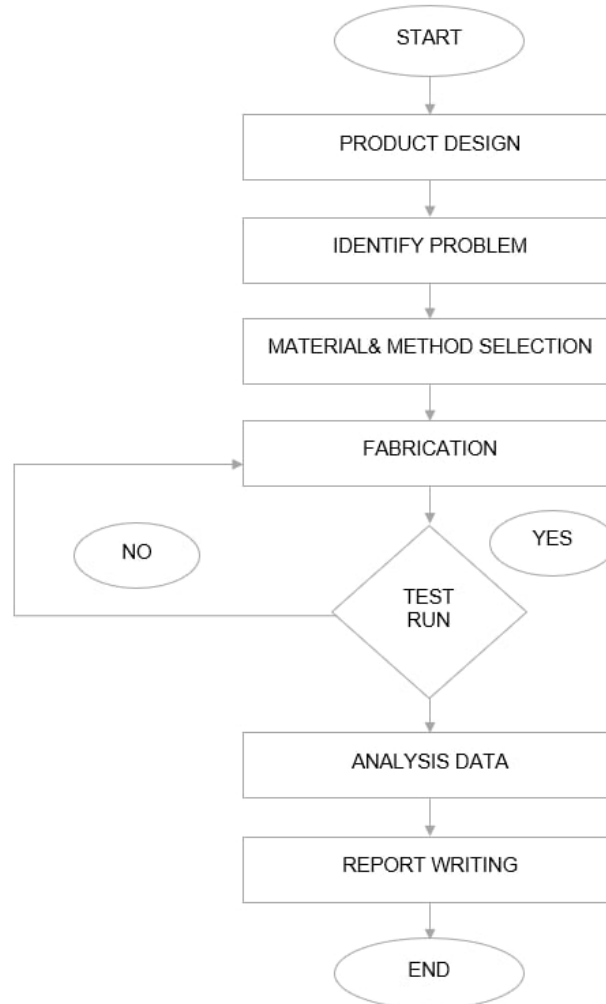 START
PRODUCT DESIGN
IDENTIFY PROBLEM
MATERIAL& METHOD SELECTION
FABRICATION
NO
YES
TEST
RUN
ANALYSIS DATA
REPORT WRITING
END